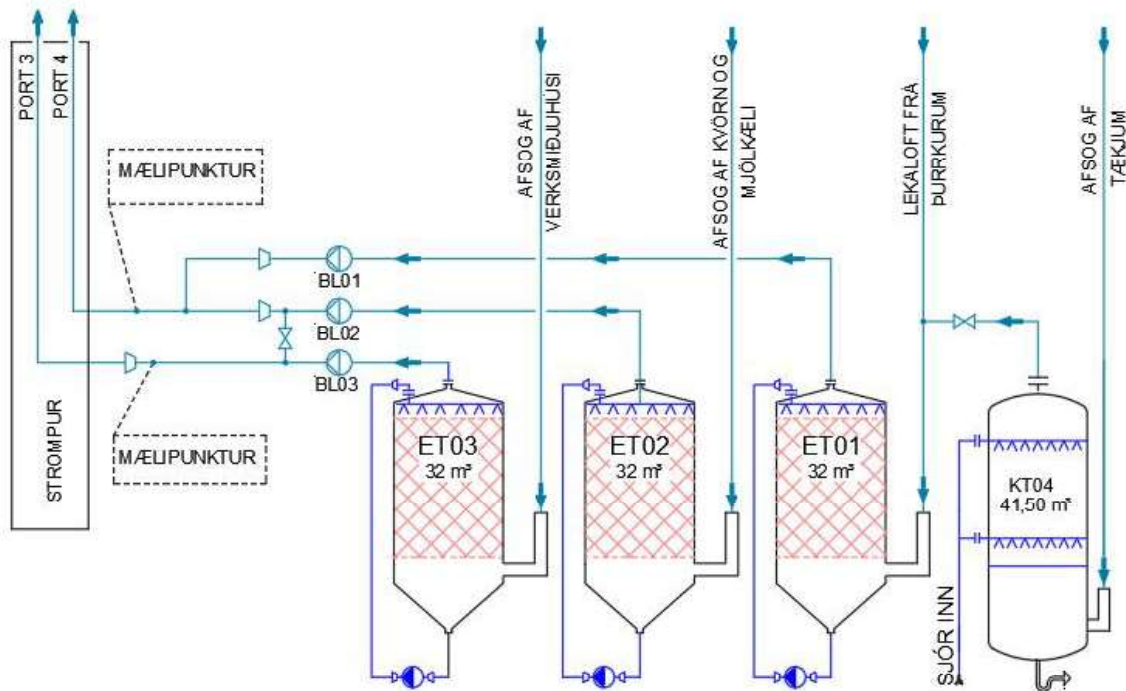 PORT 3
PORT 4
MÆLIPUNKTUR
MÆLIPUNKTUR
STROMPUR
BL01
BL02
BL03
AFSOG AF
VERKSMIÐJUHÚSI
AFSOG AF KVÖRN OG
MJÖLKÆLI
LEKALOFT FRÁ
ÞURRKURUM
AFSOG AF
TÆKJUM
ET03
32 m³
ET02
32 m³
ET01
32 m³
KT04
41,50 m³
SJÓR INN